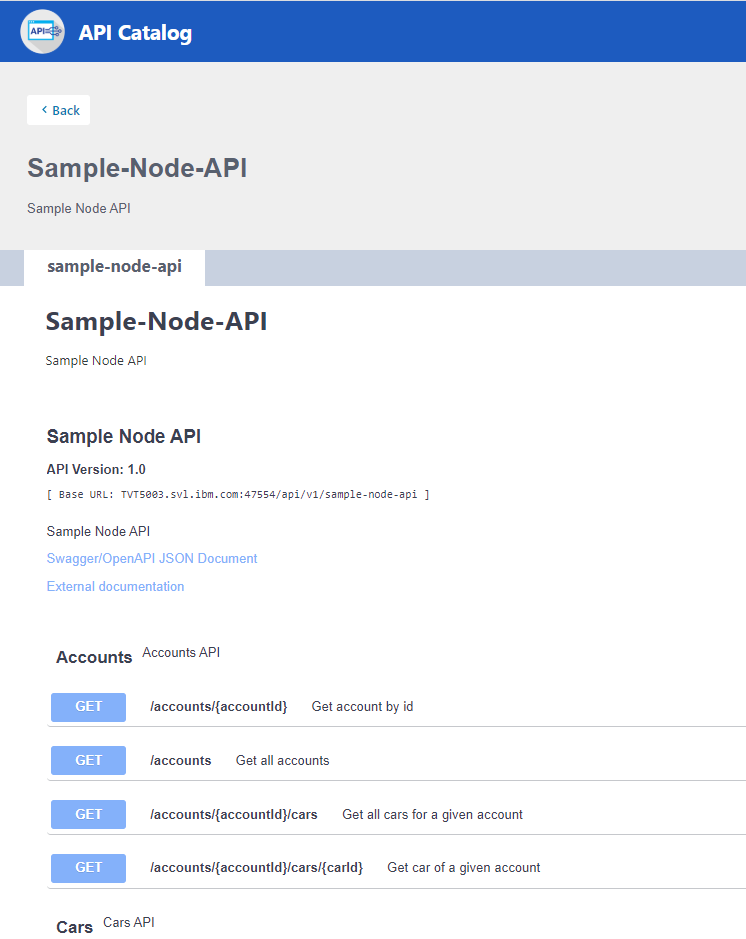 API
API Catalog
Back
Sample-Node-API
Sample Node API
sample-node-api
Sample-Node-API
Sample Node API
Sample Node API
API Version: 1.0
[ Base URL: TVT5003.svl.ibm.com:47554/api/v1/sample-node-api ]
Sample Node API
Swagger/OpenAPI JSON Document
External documentation
Accounts Accounts API
GET /accounts/{accountId} Get account by id
GET /accounts Get all accounts
GET /accounts/{accountId}/cars Get all cars for a given account
GET /accounts/{accountId}/cars/{carId} Get car of a given account
Cars Cars API